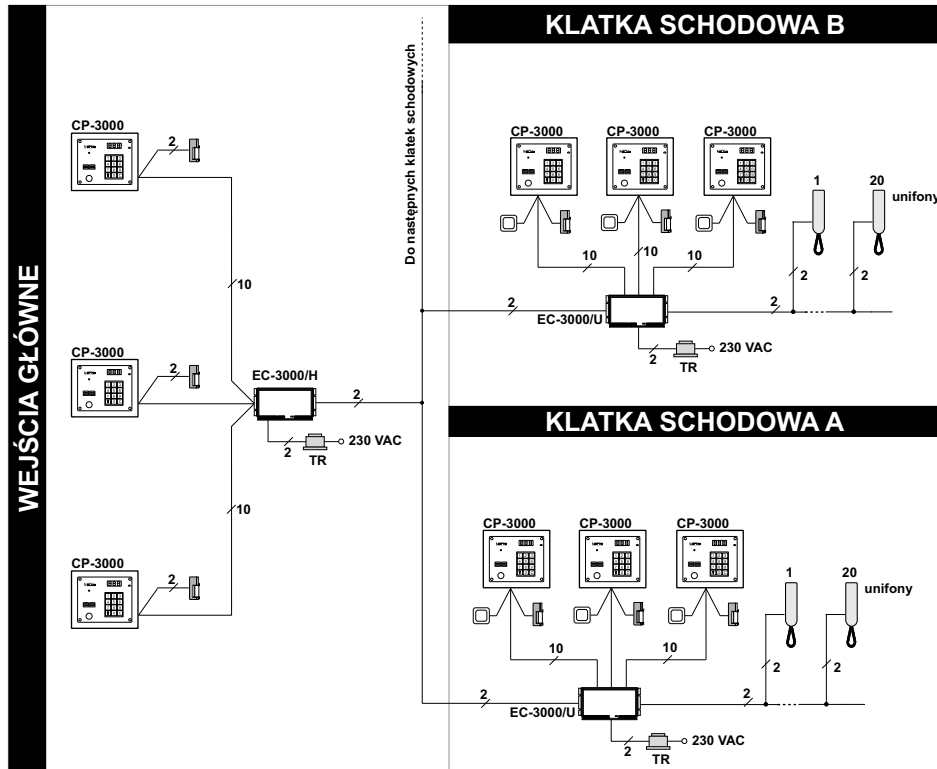 WEJŚCIA GŁÓWNE
CP-3000
2
10
CP-3000
2
EC-3000/H
2
2
230 VAC
TR
10
CP-3000
2
Do następnych klatek schodowych
KLATKA SCHODOWA B
CP-3000
CP-3000
CP-3000
1
20
unifony
10
10
10
2
2
2
2
EC-3000/U
2
230 VAC
TR
KLATKA SCHODOWA A
CP-3000
CP-3000
CP-3000
1
20
unifony
10
10
2
2
2
2
EC-3000/U
2
230 VAC
TR